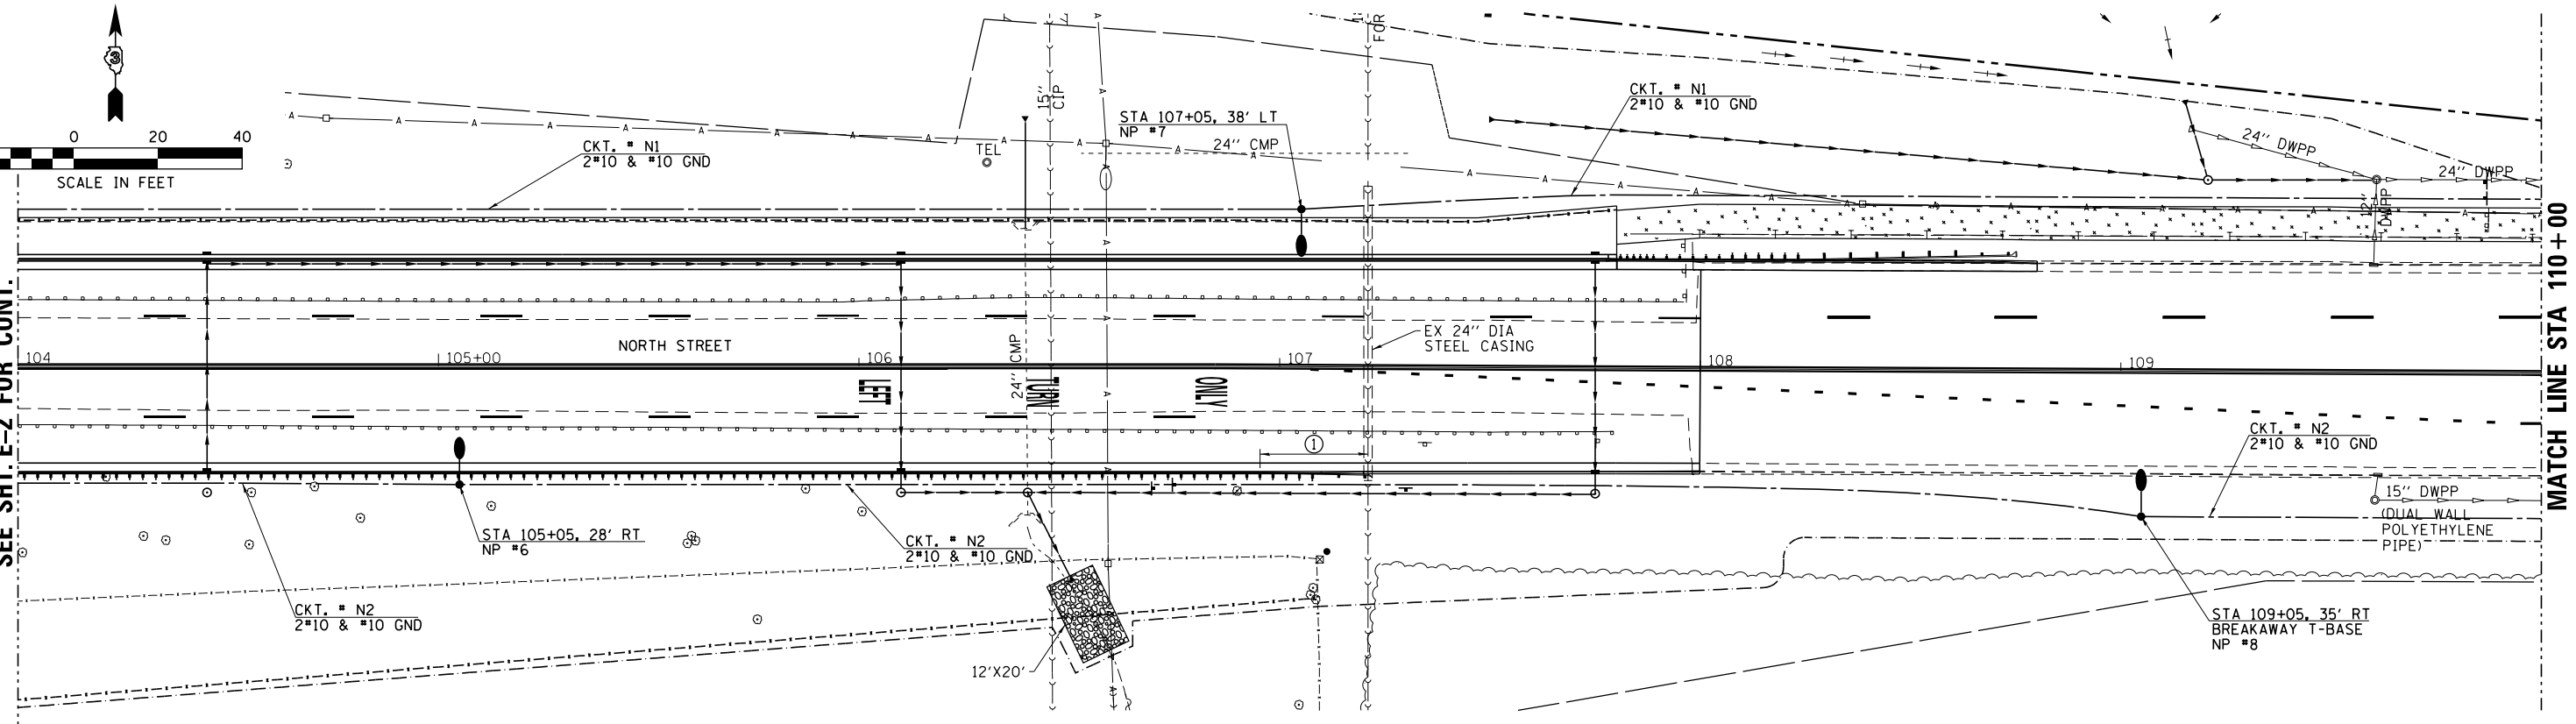 3
0 20 40
SCALE IN FEET
SEE SHT. E-2 FOR CONT.
CKT. # N1
2#10 & #10 GND
TEL
15'' CIP
24'' CMP
STA 107+05, 38' LT
NP #7
FOR
CKT. # N1
2#10 & #10 GND
24'' DWPP
24'' DWPP
12'' DWPP
MATCH LINE STA 110+00
NORTH STREET
104
105+00
106
107
108
109
24'' CMP
LEFT
TURN
ONLY
EX 24'' DIA
STEEL CASING
1
STA 105+05, 28' RT
NP #6
CKT. # N2
2#10 & #10 GND
CKT. # N2
2#10 & #10 GND
12'X20'
CKT. # N2
2#10 & #10 GND
15'' DWPP
(DUAL WALL
POLYETHYLENE
PIPE)
STA 109+05, 35' RT
BREAKAWAY T-BASE
NP #8